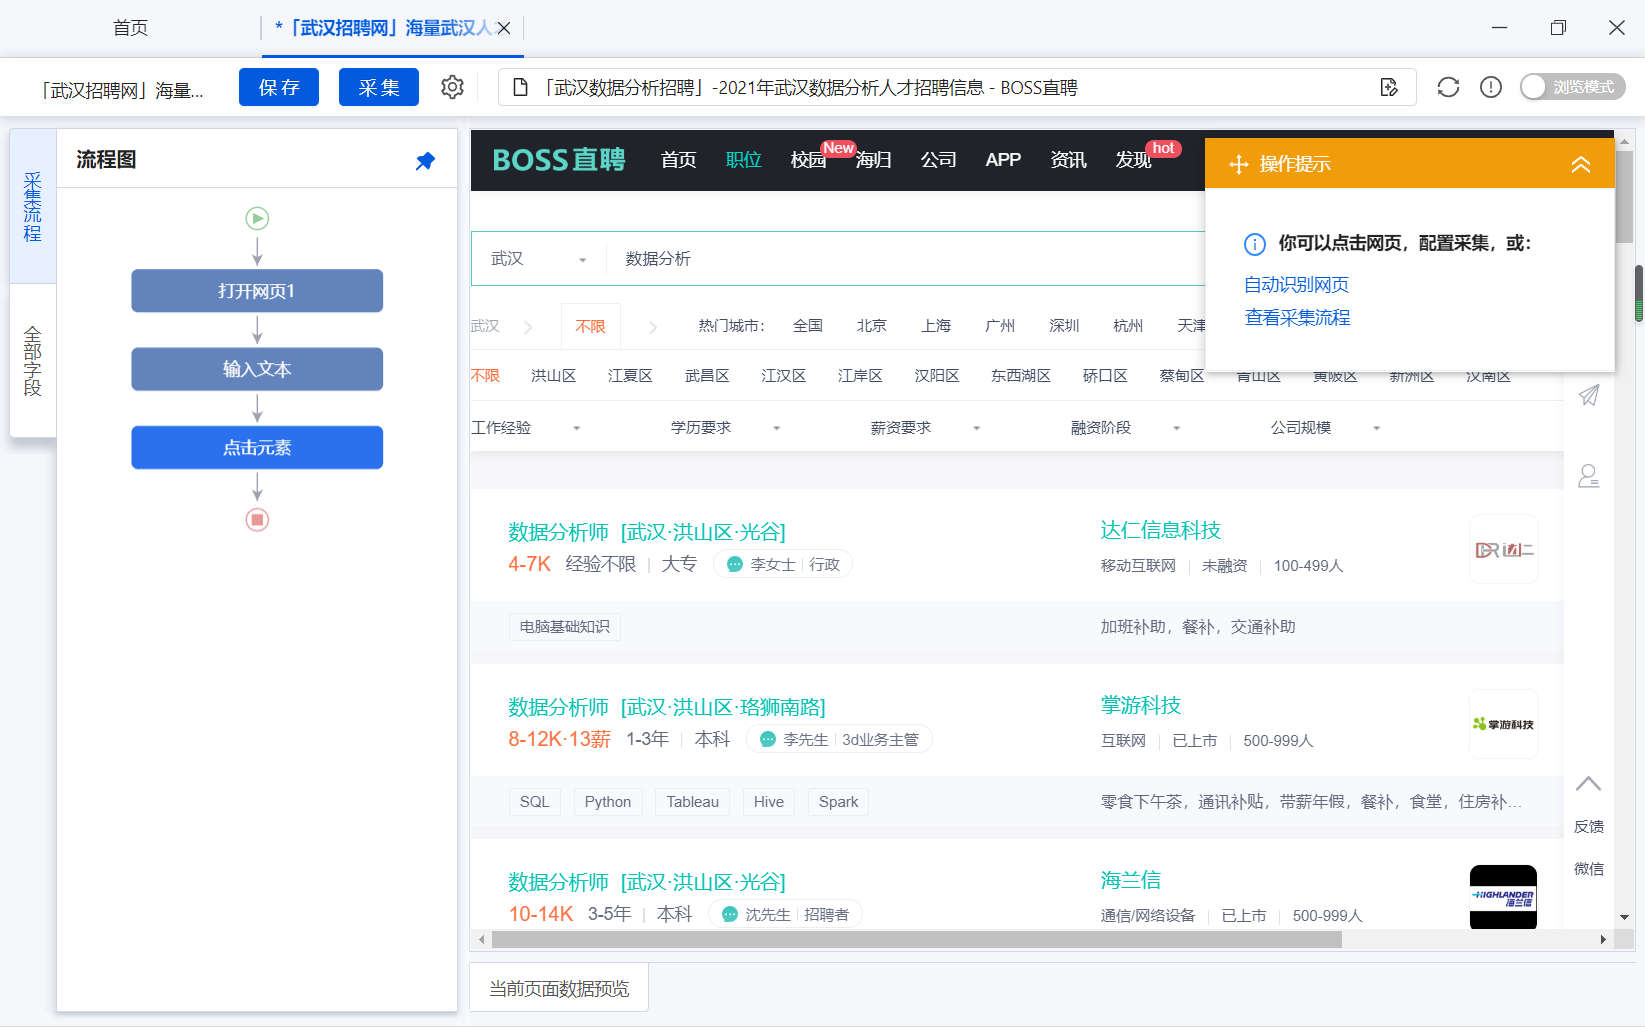 首页
*「武汉招聘网」海量武汉人
「武汉招聘网」海量...
保存
采集
「武汉数据分析招聘」-2021年武汉数据分析人才招聘信息 - BOSS直聘
浏览模式
采集流程
全部字段
流程图
打开网页1
输入文本
点击元素
BOSS直聘
首页
职位
校园
New
海归
公司
APP
资讯
发现
hot
操作提示
你可以点击网页，配置采集，或：
自动识别网页
查看采集流程
武汉
数据分析
武汉
不限
热门城市：
全国
北京
上海
广州
深圳
杭州
天津
不限
洪山区
江夏区
武昌区
江汉区
江岸区
汉阳区
东西湖区
硚口区
蔡甸区
青山区
黄陂区
新洲区
汉南区
工作经验
学历要求
薪资要求
融资阶段
公司规模
数据分析师 [武汉·洪山区·光谷]
4-7K 经验不限 大专 李女士 行政
达仁信息科技
移动互联网 未融资 100-499人
电脑基础知识
加班补助，餐补，交通补助
数据分析师 [武汉·洪山区·珞狮南路]
8-12K·13薪 1-3年 本科 李先生 3d业务主管
掌游科技
互联网 已上市 500-999人
掌游科技
SQL
Python
Tableau
Hive
Spark
零食下午茶，通讯补贴，带薪年假，餐补，食堂，住房补...
数据分析师 [武汉·洪山区·光谷]
10-14K 3-5年 本科 沈先生 招聘者
海兰信
通信/网络设备 已上市 500-999人
HIGHLANDER
海兰信
反馈
微信
当前页面数据预览